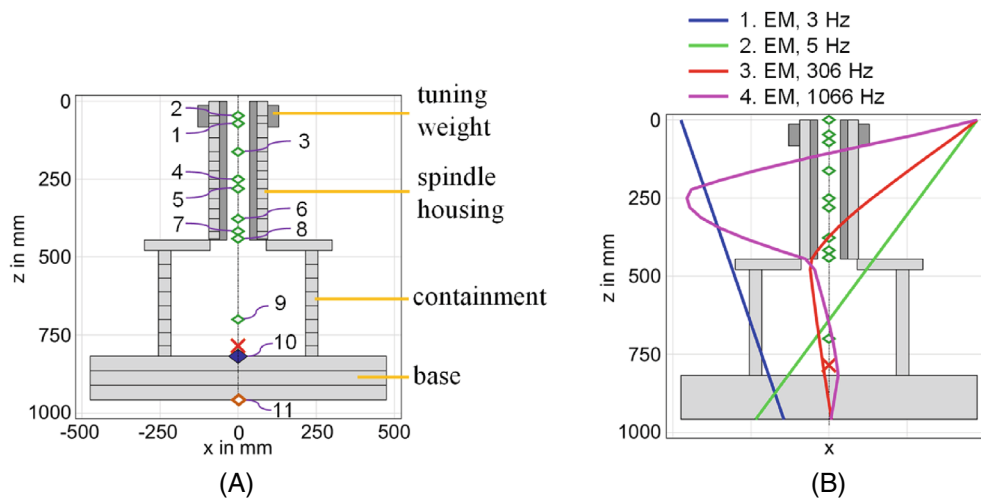 0
250
500
750
1000
z in mm
-500
-250
0
250
500
x in mm
2
1
3
4
5
6
7
8
9
10
11
tuning
weight
spindle
housing
containment
base
(A)
1. EM, 3 Hz
2. EM, 5 Hz
3. EM, 306 Hz
4. EM, 1066 Hz
0
250
500
750
1000
z in mm
x
(B)